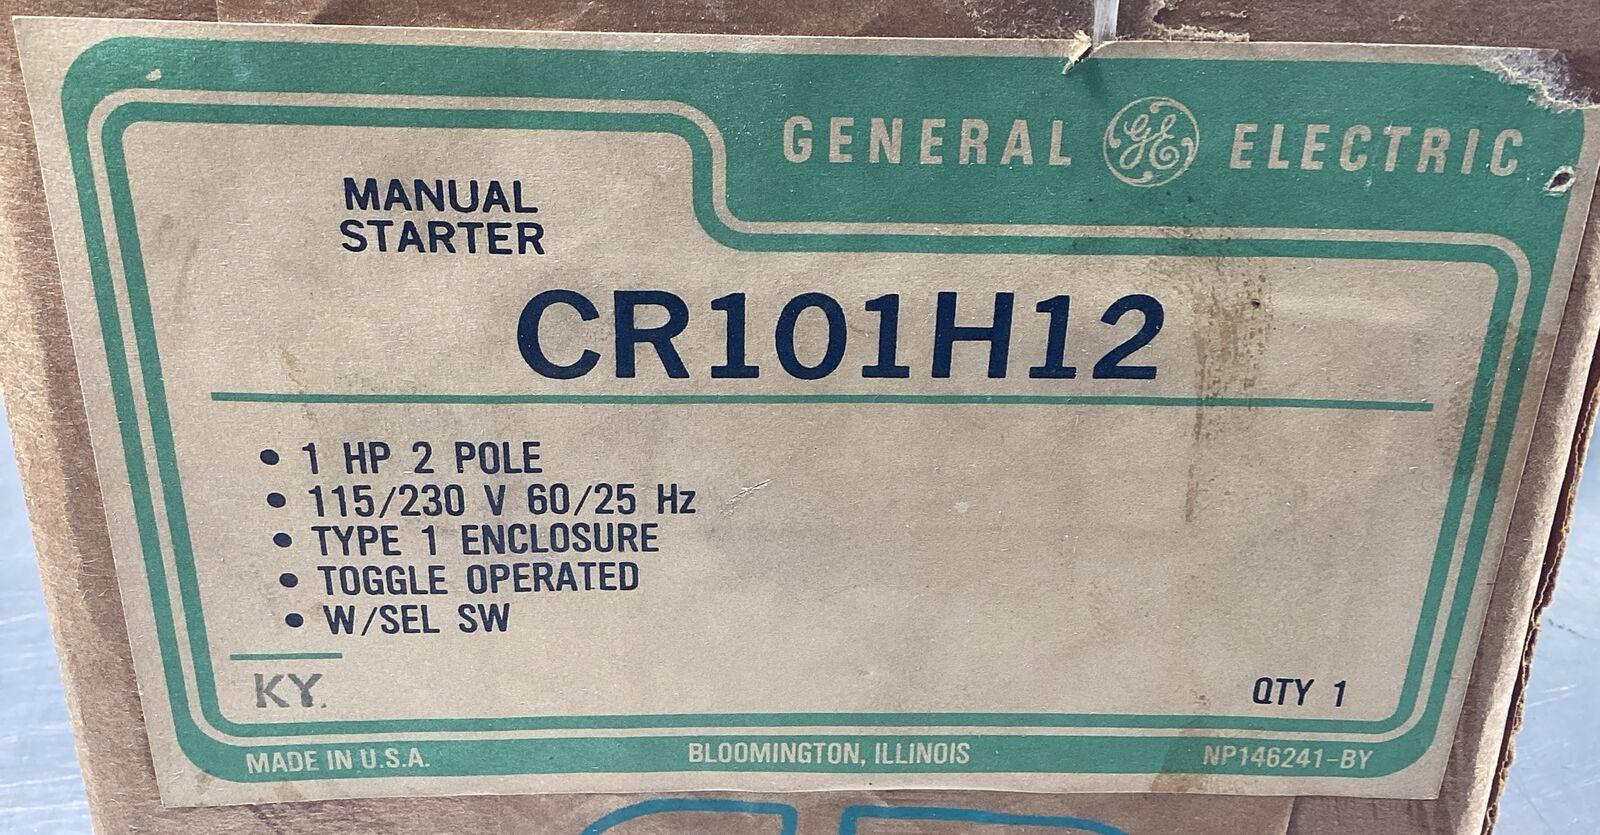 GENERAL GE ELECTRIC
MANUAL
STARTER
CR101H12
• 1 HP 2 POLE
• 115/230 V 60/25 Hz
• TYPE 1 ENCLOSURE
• TOGGLE OPERATED
• W/SEL SW
KY.
QTY 1
MADE IN U.S.A. BLOOMINGTON, ILLINOIS NP146241-BY